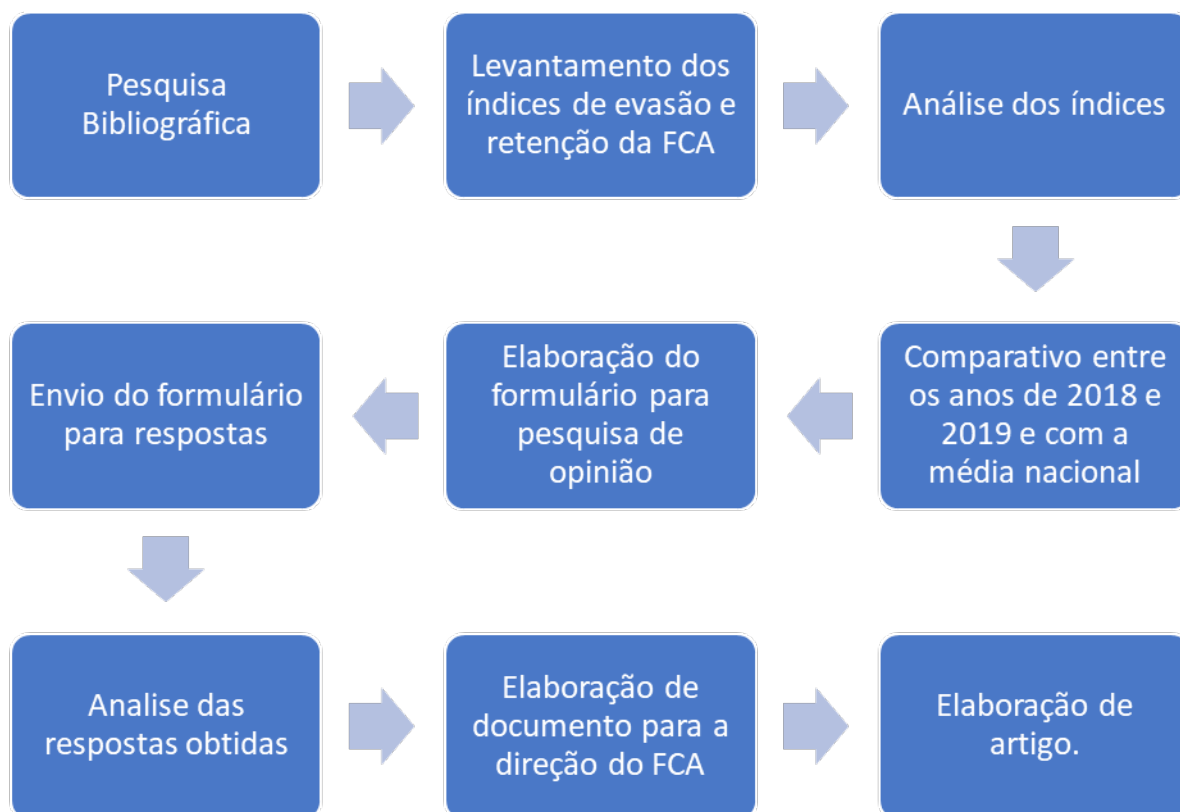 Pesquisa
Bibliográfica
Levantamento dos
índices de evasão e
retenção da FCA
Análise dos índices
Comparativo entre
os anos de 2018 e
2019 e com a
média nacional
Elaboração do
formulário para
pesquisa de
opinião
Envio do formulário
para respostas
Analise das
respostas obtidas
Elaboração de
documento para a
direção do FCA
Elaboração de
artigo.